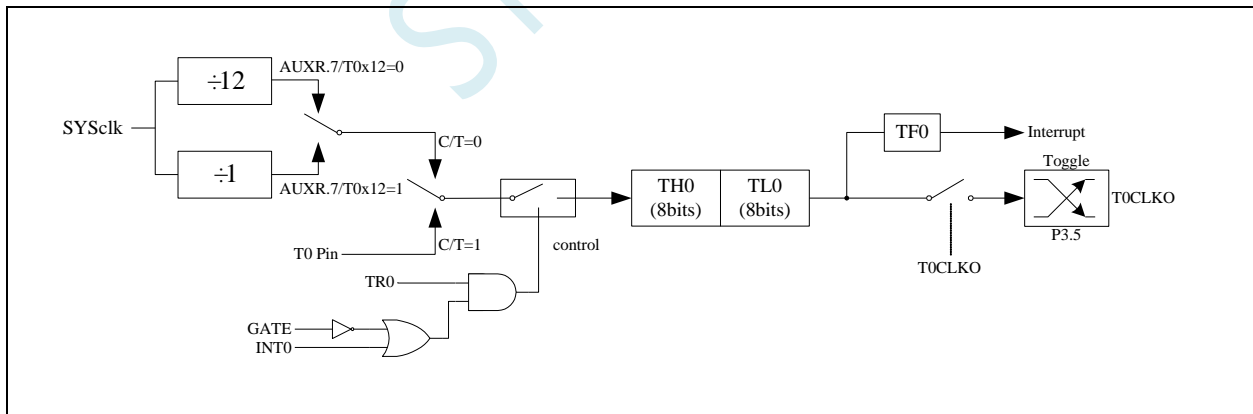 ÷12
AUXR.7/T0x12=0
SYSclk
÷1
AUXR.7/T0x12=1
C/T=0
C/T=1
T0 Pin
control
TR0
GATE
INT0
TH0
(8bits)
TL0
(8bits)
TF0
Interrupt
Toggle
T0CLKO
P3.5
T0CLKO